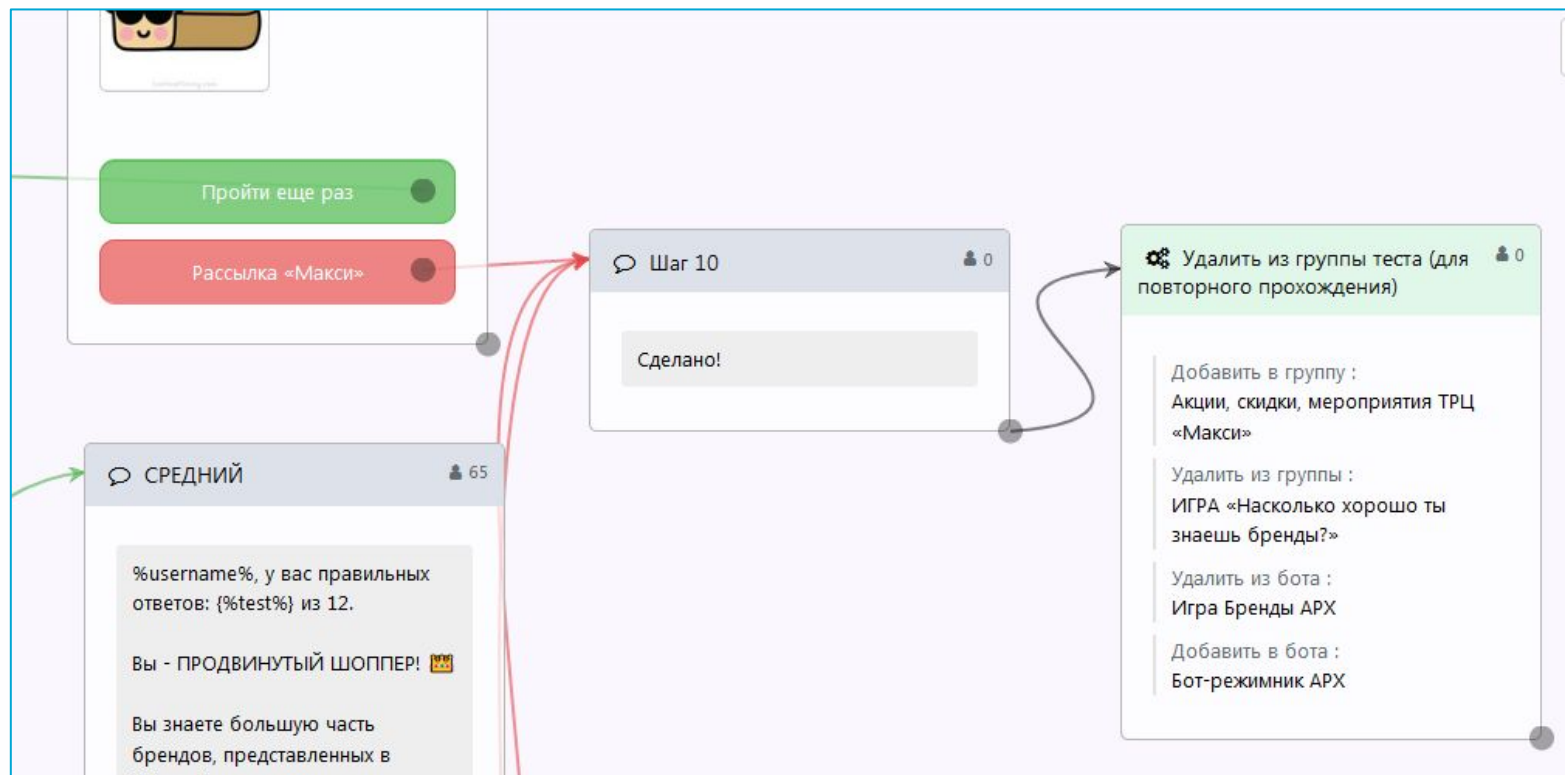 Пройти еще раз
Рассылка «Макси»
Шаг 10
0
Сделано!
Удалить из группы теста (для
повторного прохождения)
0
Добавить в группу :
Акции, скидки, мероприятия ТРЦ
«Макси»
Удалить из группы :
ИГРА «Насколько хорошо ты
знаешь бренды?»
Удалить из бота :
Игра Бренды АРХ
Добавить в бота :
Бот-режимник АРХ
СРЕДНИЙ
65
%username%, у вас правильных
ответов: {%test%} из 12.
Вы - ПРОДВИНУТЫЙ ШОППЕР!
Вы знаете большую часть
брендов, представленных в